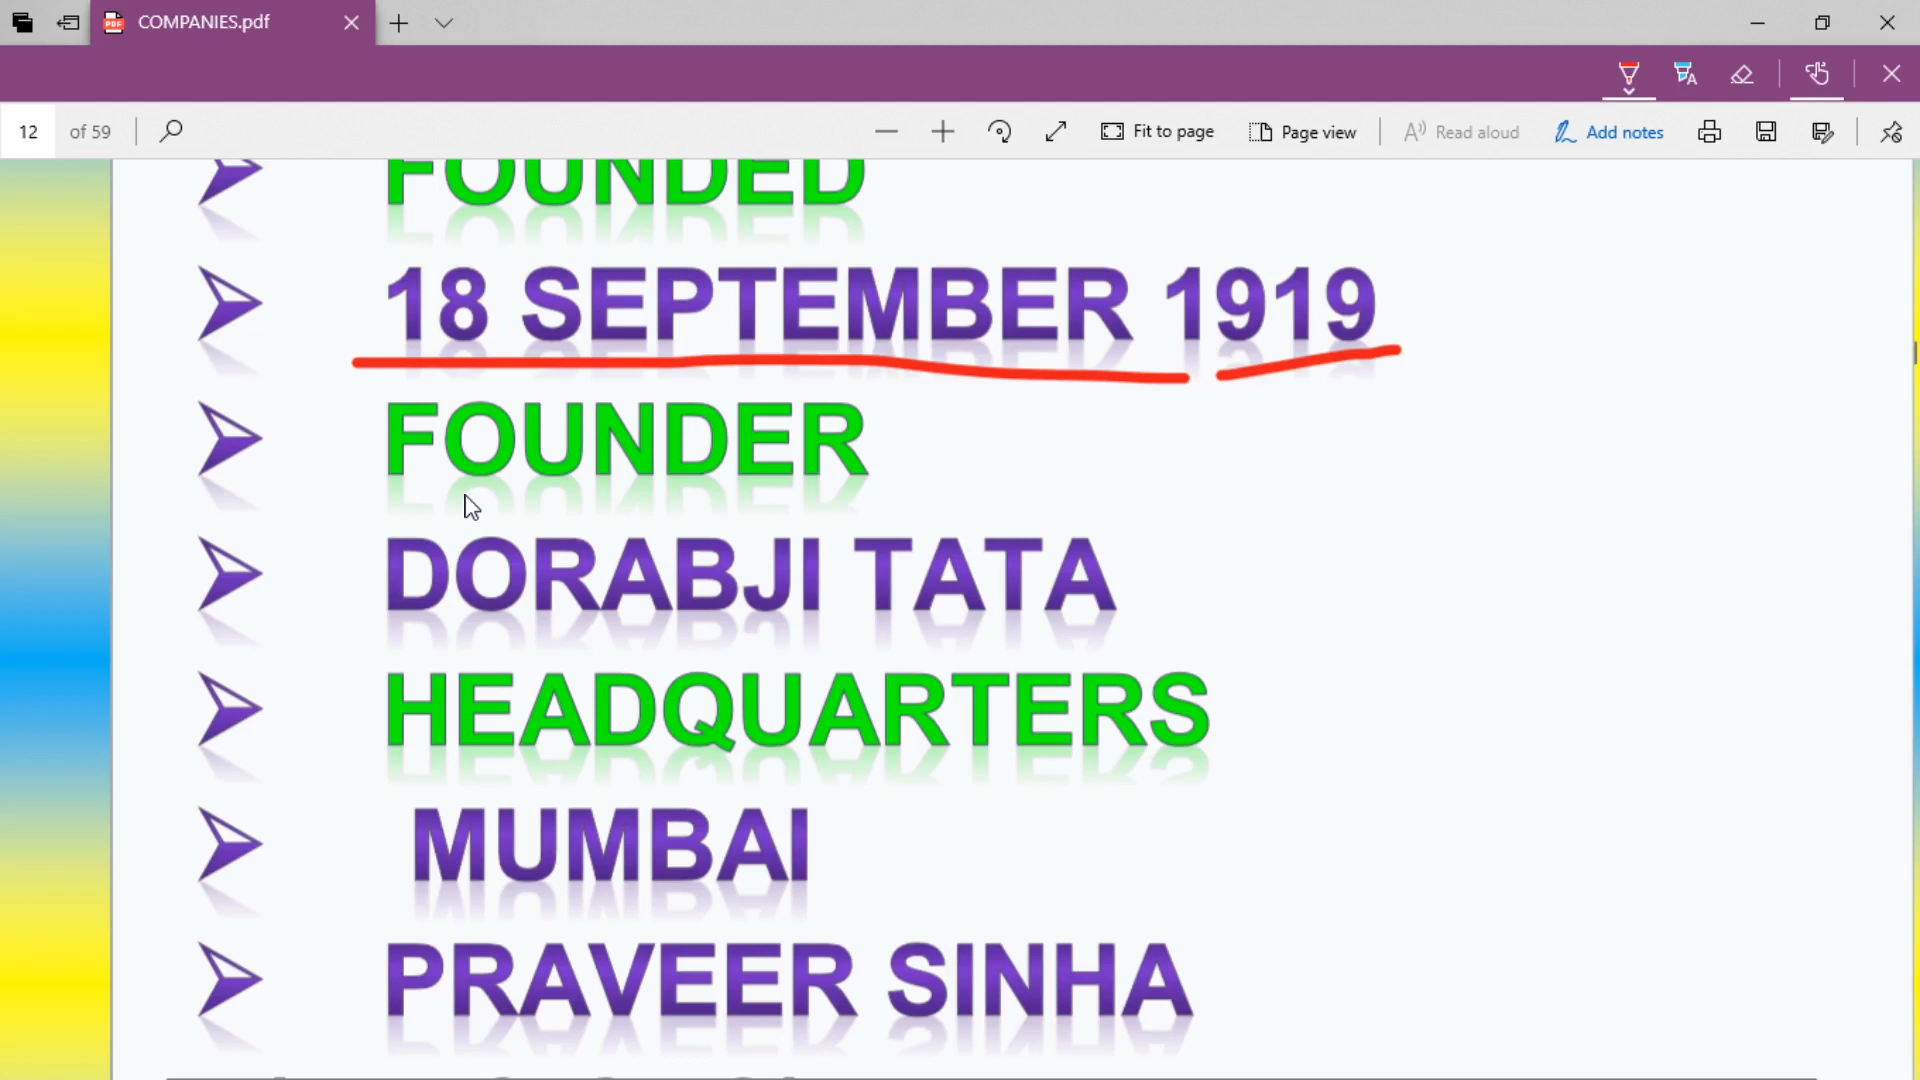 COMPANIES.pdf
12 of 59
Fit to page
Page view
Read aloud
Add notes
FOUNDED
18 SEPTEMBER 1919
FOUNDER
DORABJI TATA
HEADQUARTERS
MUMBAI
PRAVEER SINHA